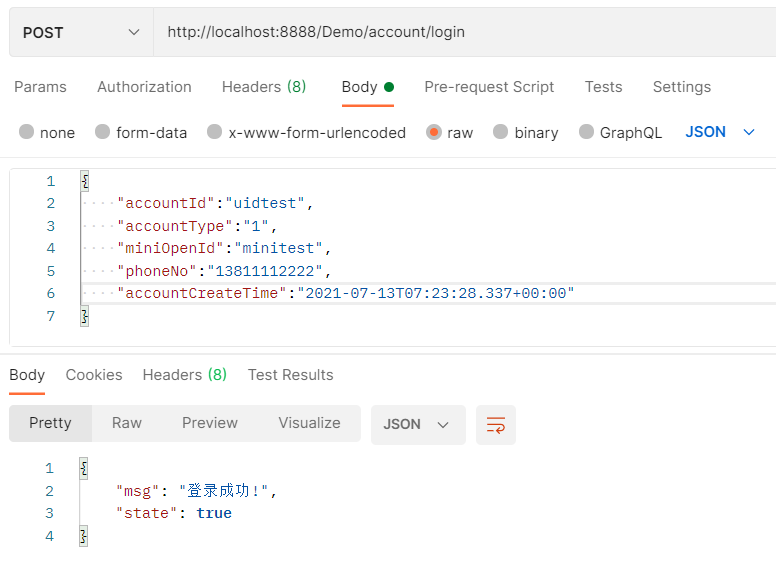 POST http://localhost:8888/Demo/account/login
Params Authorization Headers (8) Body Pre-request Script Tests Settings
none form-data x-www-form-urlencoded raw binary GraphQL JSON
1 {
2 "accountId":"uidtest",
3 "accountType":"1",
4 "miniOpenId":"minitest",
5 "phoneNo":"13811112222",
6 "accountCreateTime":"2021-07-13T07:23:28.337+00:00"
7 }
Body Cookies Headers (8) Test Results
Pretty Raw Preview Visualize JSON
1 {
2 "msg": "登录成功!",
3 "state": true
4 }